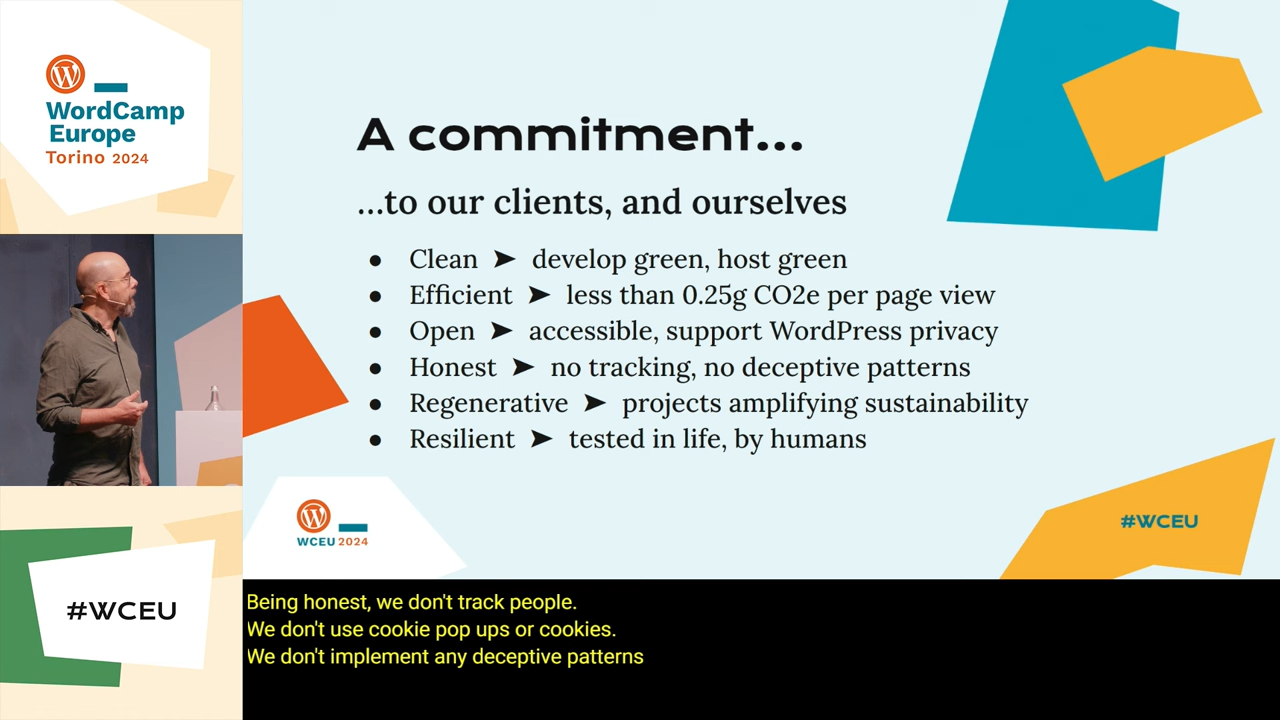 WordCamp
Europe
Torino 2024
A commitment...
...to our clients, and ourselves
● Clean ➤ develop green, host green
● Efficient ➤ less than 0.25g CO2e per page view
● Open ➤ accessible, support WordPress privacy
● Honest ➤ no tracking, no deceptive patterns
● Regenerative ➤ projects amplifying sustainability
● Resilient ➤ tested in life, by humans
WCEU 2024
#WCEU
#WCEU
Being honest, we don't track people.
We don't use cookie pop ups or cookies.
We don't implement any deceptive patterns